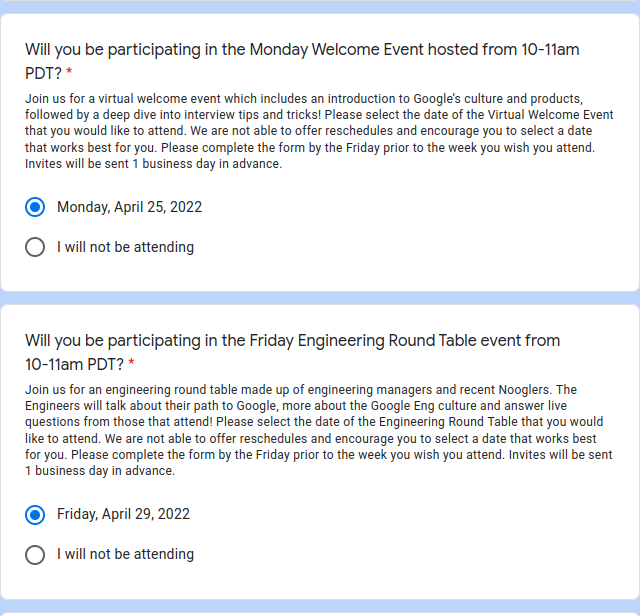 Will you be participating in the Monday Welcome Event hosted from 10-11am
PDT? *
Join us for a virtual welcome event which includes an introduction to Google's culture and products,
followed by a deep dive into interview tips and tricks! Please select the date of the Virtual Welcome Event
that you would like to attend. We are not able to offer reschedules and encourage you to select a date
that works best for you. Please complete the form by the Friday prior to the week you wish you attend.
Invites will be sent 1 business day in advance.
Monday, April 25, 2022
I will not be attending
Will you be participating in the Friday Engineering Round Table event from
10-11am PDT? *
Join us for an engineering round table made up of engineering managers and recent Nooglers. The
Engineers will talk about their path to Google, more about the Google Eng culture and answer live
questions from those that attend! Please select the date of the Engineering Round Table that you would
like to attend. We are not able to offer reschedules and encourage you to select a date that works best
for you. Please complete the form by the Friday prior to the week you wish you attend. Invites will be sent
1 business day in advance.
Friday, April 29, 2022
I will not be attending